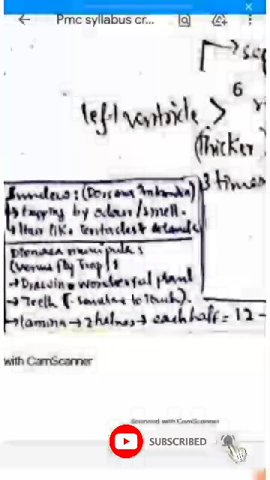 Pmc syllabus cr...
6
left ventricle >
(Thicker
3 times
Sundew: (Drosera
→ trapping by odour/smell.
→ Hair like tentacles
Dionaea muscipula:
(Venus fly Trap):
→ Darwin wonderful plant
→ Teeth (-sensitive to touch).
→ lamina → 2 halves → each half = 12 -
with CamScanner
Scanned with CamScanner
SUBSCRIBED